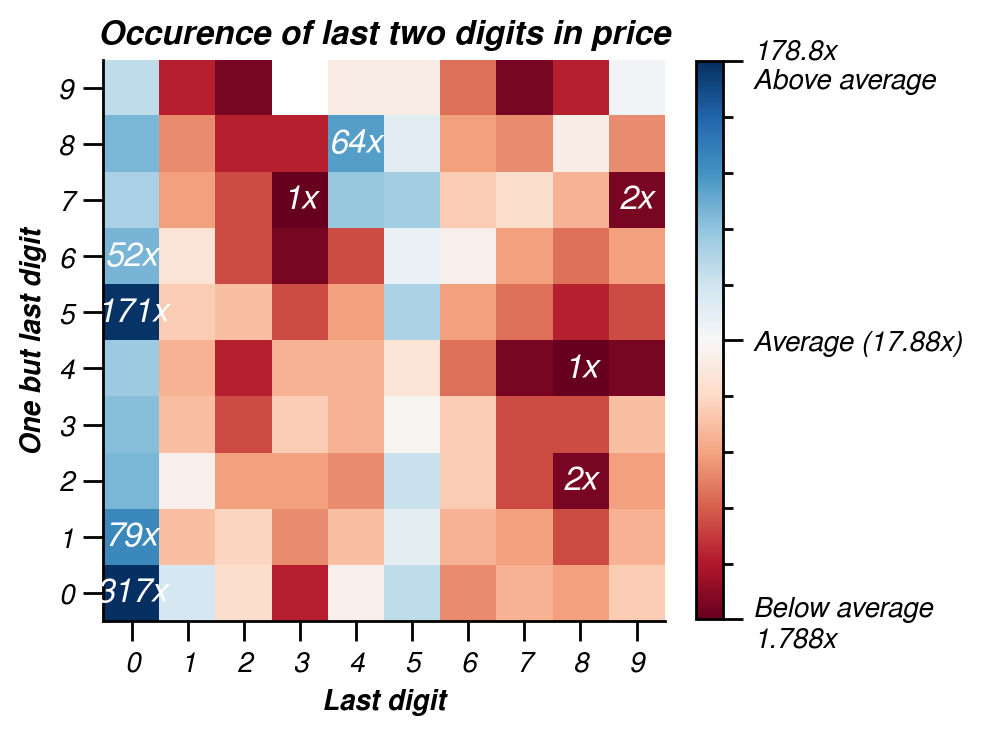 Occurence of last two digits in price
178.8x
Above average
9
8
64x
7
1x
2x
6
52x
5
171x
Average (17.88x)
4
1x
3
2
2x
1
79x
0
317x
Below average
1.788x
0 1 2 3 4 5 6 7 8 9
Last digit
One but last digit